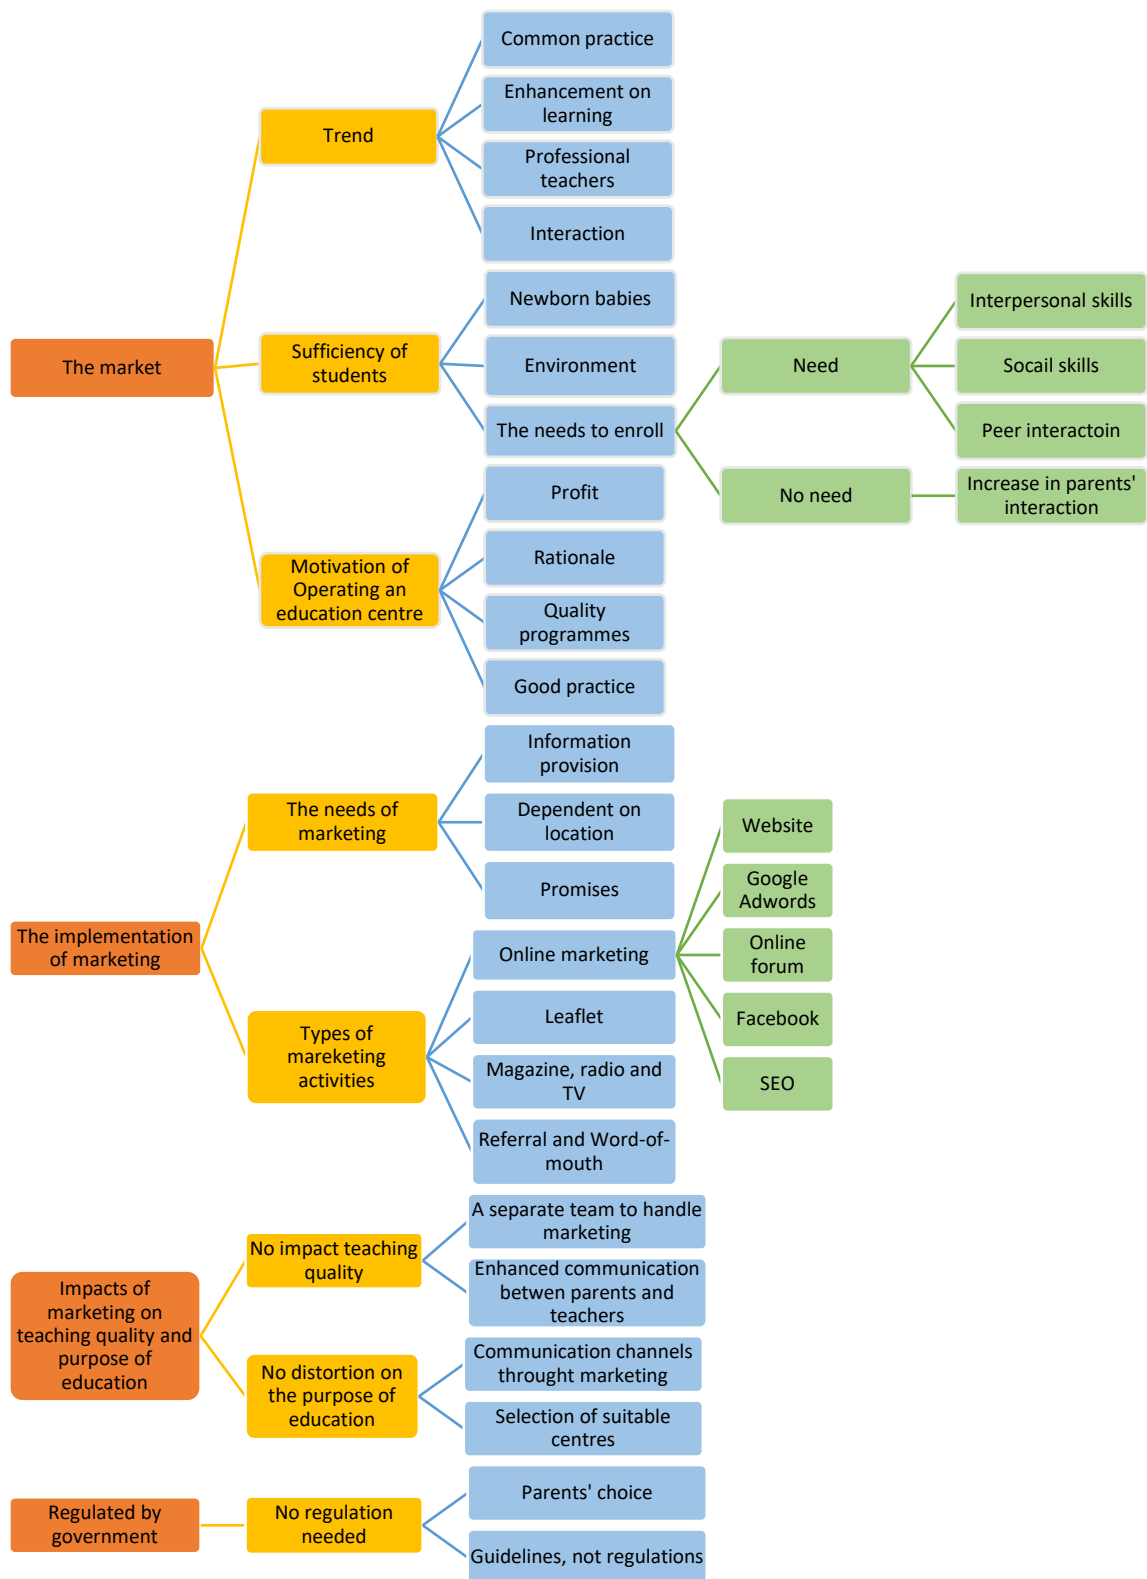 The market
Trend
Common practice
Enhancement on
learning
Professional
teachers
Interaction
Sufficiency of
students
Newborn babies
Environment
The needs to enroll
Need
Interpersonal skills
Socail skills
Peer interactoin
No need
Increase in parents'
interaction
Motivation of
Operating an
education centre
Profit
Rationale
Quality
programmes
Good practice
The implementation
of marketing
The needs of
marketing
Information
provision
Dependent on
location
Promises
Types of
mareketing
activities
Online marketing
Website
Google
Adwords
Online
forum
Facebook
SEO
Leaflet
Magazine, radio and
TV
Referral and Word-of-
mouth
Impacts of
marketing on
teaching quality and
purpose of
education
No impact teaching
quality
A separate team to handle
marketing
Enhanced communication
betwen parents and
teachers
No distortion on
the purpose of
education
Communication channels
throught marketing
Selection of suitable
centres
Regulated by
government
No regulation
needed
Parents' choice
Guidelines, not regulations